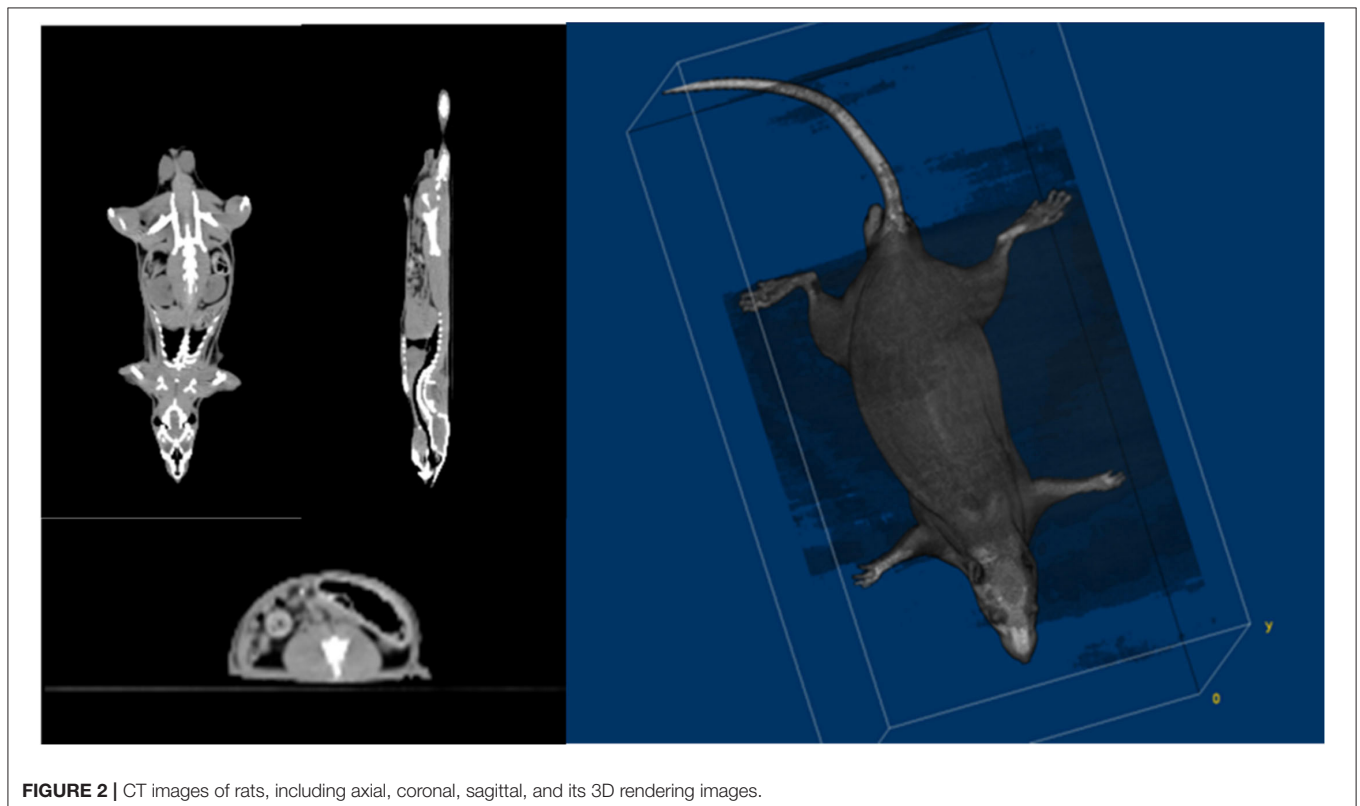 y
0
FIGURE 2 | CT images of rats, including axial, coronal, sagittal, and its 3D rendering images.